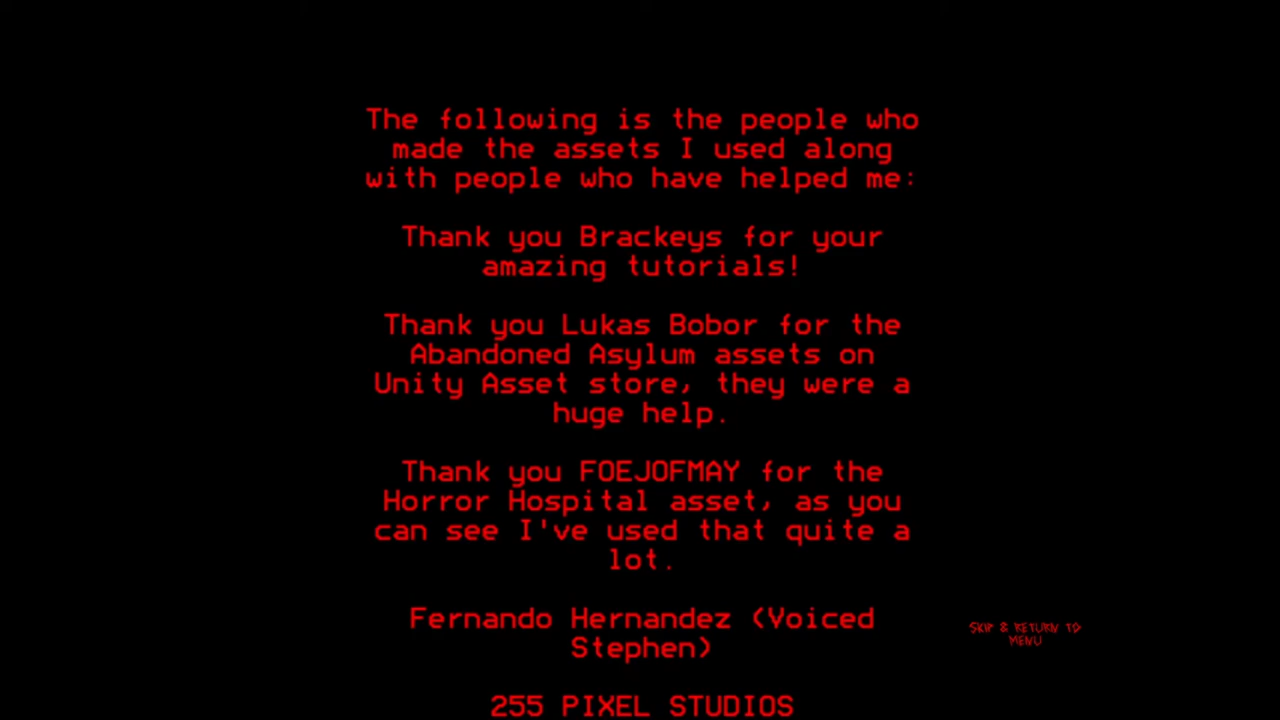 The following is the people who
made the assets I used along
with people who have helped me:
Thank you Brackeys for your
amazing tutorials!
Thank you Lukas Bobor for the
Abandoned Asylum assets on
Unity Asset store, they were a
huge help.
Thank you FOEJOFMAY for the
Horror Hospital asset, as you
can see I've used that quite a
lot.
Fernando Hernandez (Voiced
Stephen)
SKIP & RETURN TO
MENU
255 PIXEL STUDIOS